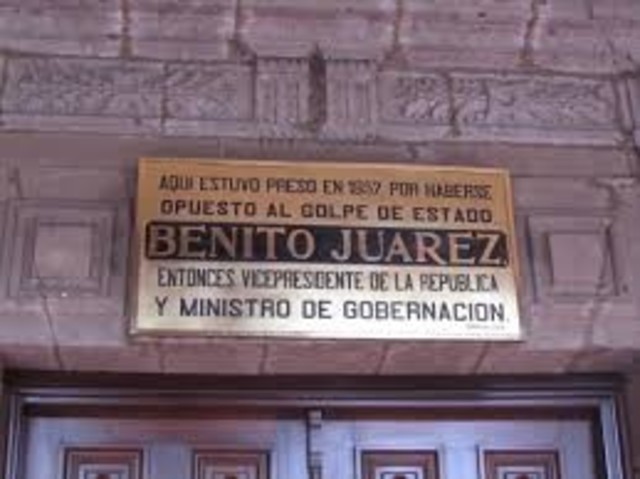 AQUI ESTUVO PRESO EN 1857 POR HABERSE
OPUESTO AL GOLPE DE ESTADO
BENITO JUAREZ,
ENTONCES VICEPRESIDENTE DE LA REPUBLICA
Y MINISTRO DE GOBERNACION.